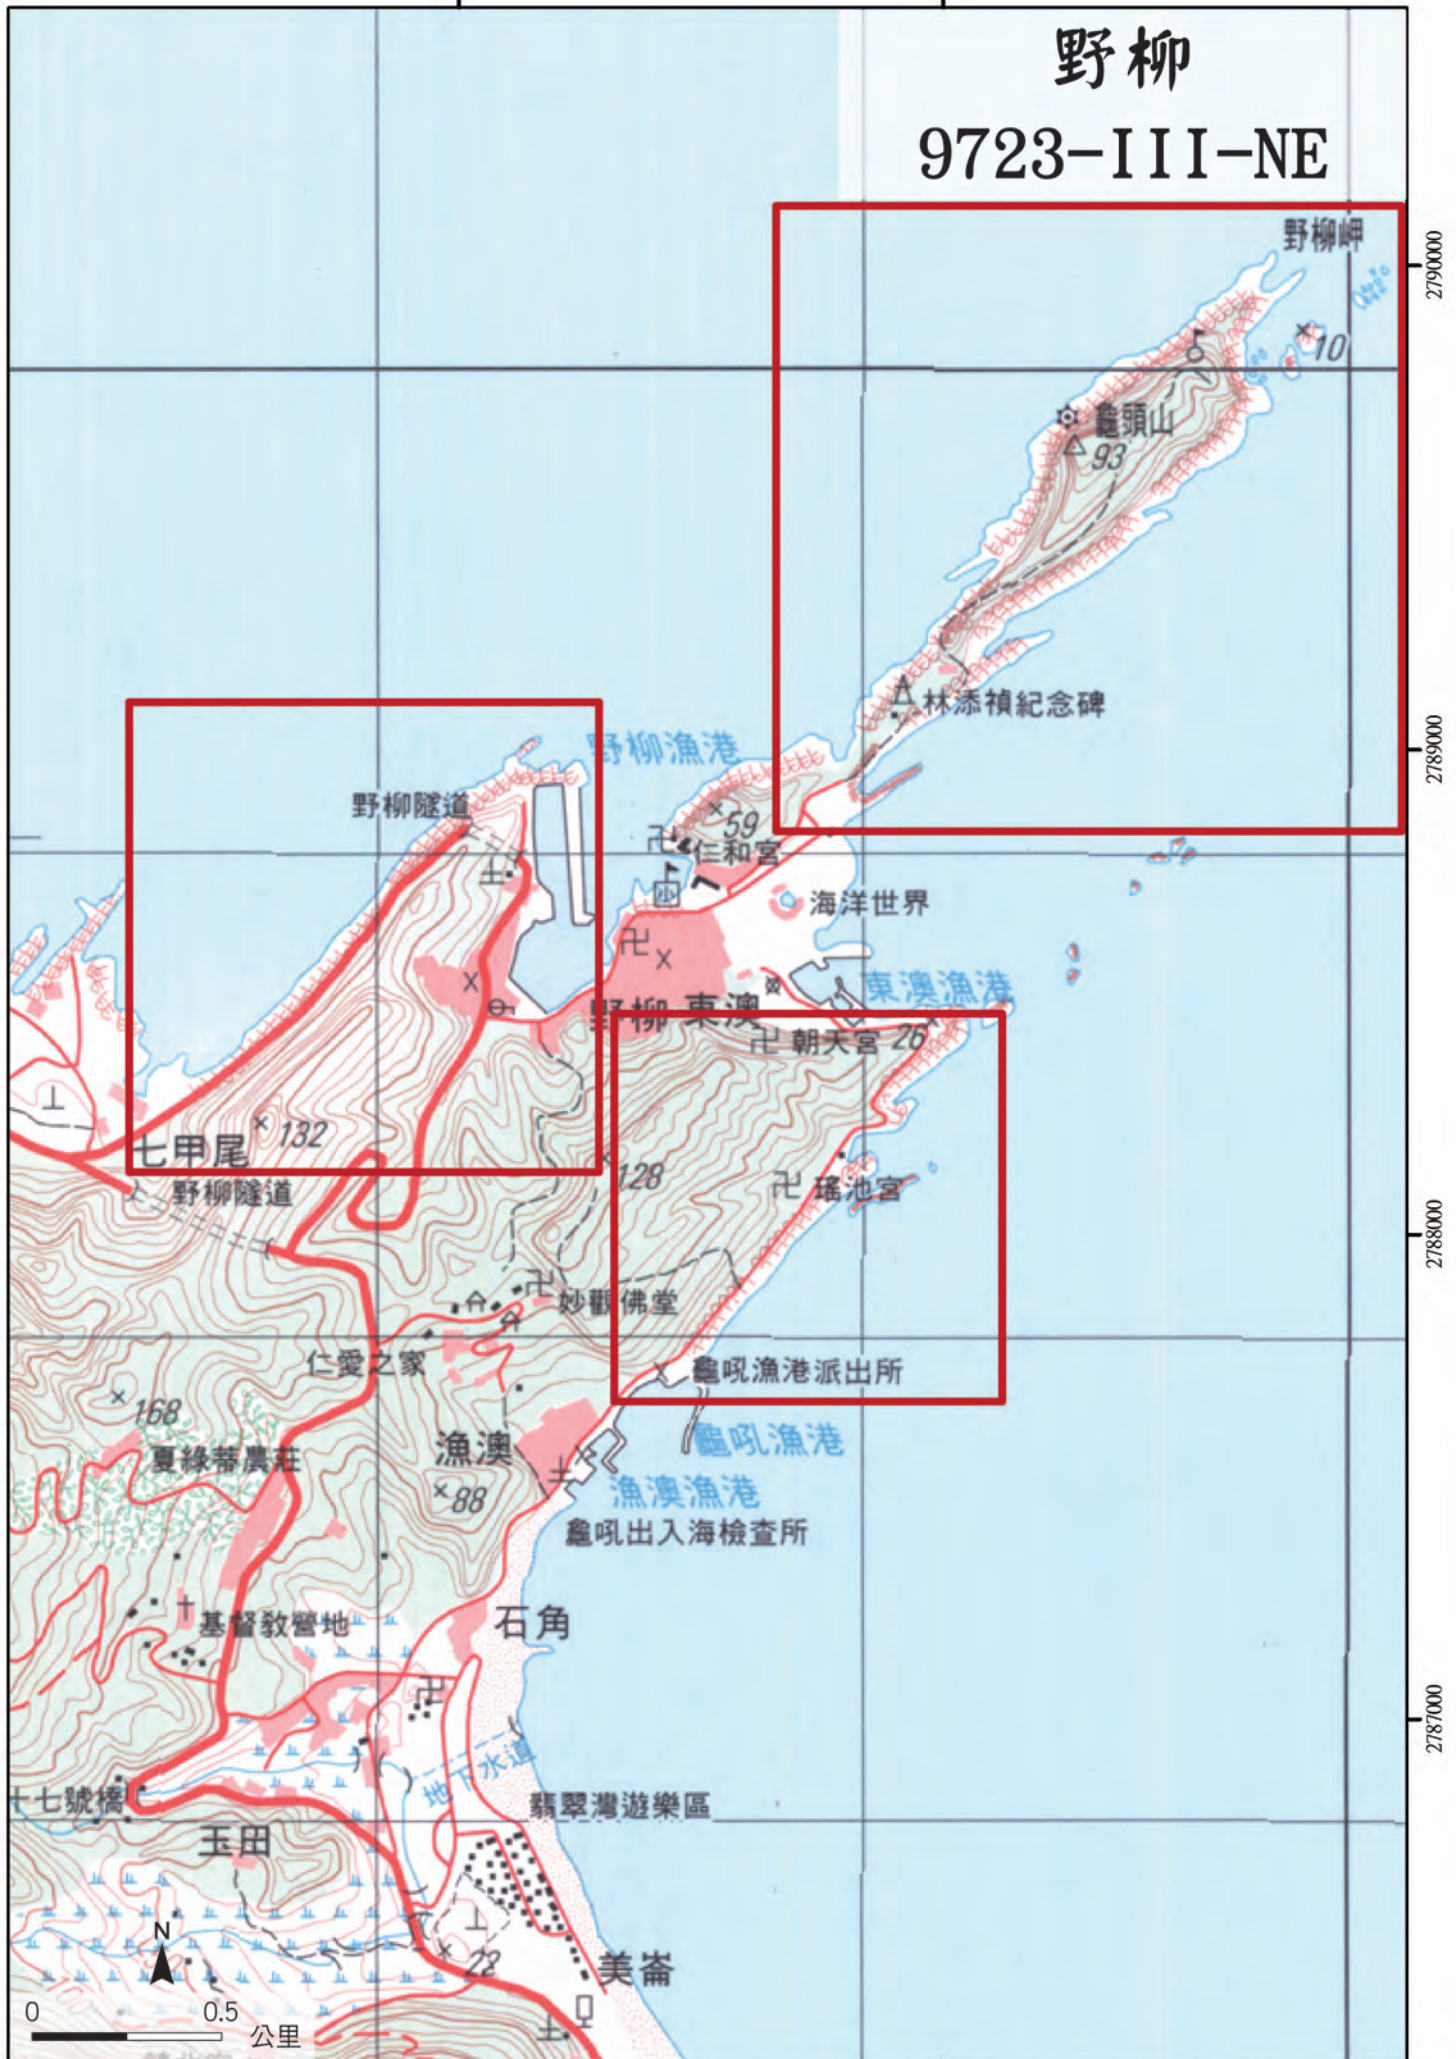 野柳
9723-III-NE
野柳岬
2790000
10
龜頭山
93
林添禎紀念碑
野柳漁港
2789000
野柳隧道
59
仁和宮
小
海洋世界
東澳漁港
野柳
東澳
朝天宮
26
132
七甲尾
128
瑤池宮
野柳隧道
2788000
妙觀佛堂
仁愛之家
龜吼漁港派出所
168
漁澳
龜吼漁港
夏綠蒂農莊
88
漁澳漁港
龜吼出入海檢查所
石角
基督教營地
2787000
地下水道
十七號橋
翡翠灣遊樂區
玉田
N
22
美崙
0
0.5
公里